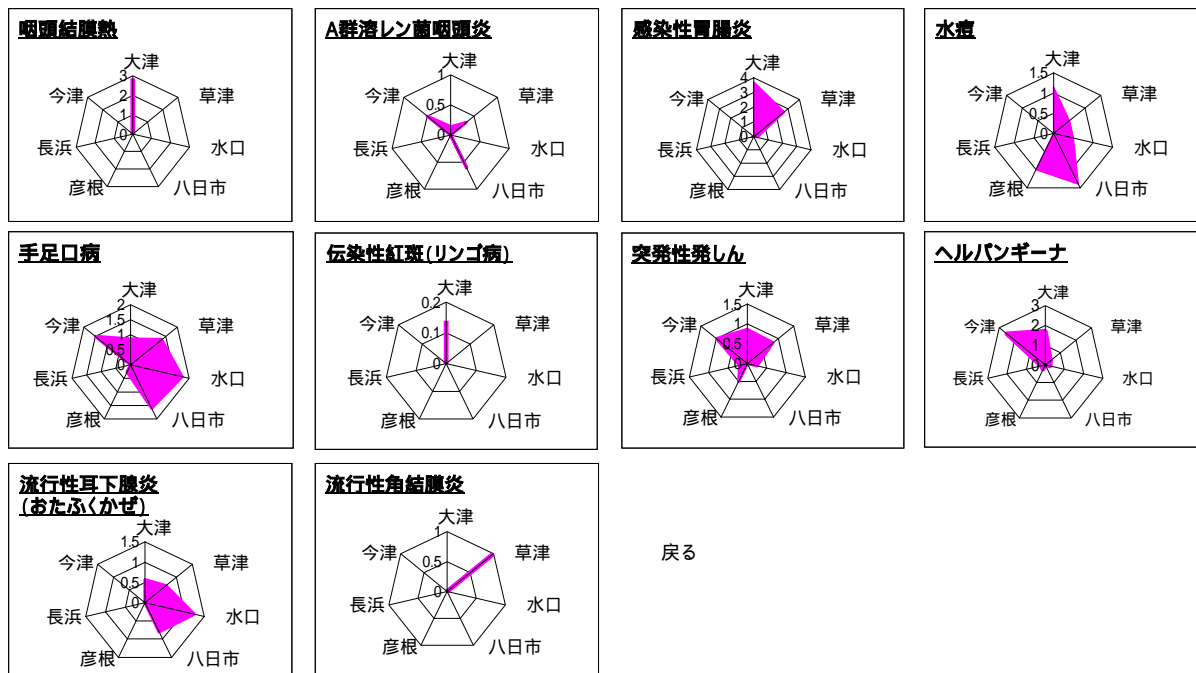 咽頭結膜熱
大津
草津
水口
八日市
彦根
長浜
今津
3
2
1
0
A群溶レン菌咽頭炎
大津
草津
水口
八日市
彦根
長浜
今津
1
0.5
0
感染性胃腸炎
大津
草津
水口
八日市
彦根
長浜
今津
4
3
2
1
0
水痘
大津
草津
水口
八日市
彦根
長浜
今津
1.5
1
0.5
0
手足口病
大津
草津
水口
八日市
彦根
長浜
今津
2
1.5
1
0.5
0
伝染性紅斑(リンゴ病)
大津
草津
水口
八日市
彦根
長浜
今津
0.2
0.1
0
突発性発しん
大津
草津
水口
八日市
彦根
長浜
今津
1.5
1
0.5
0
ヘルパンギーナ
大津
草津
水口
八日市
彦根
長浜
今津
3
2
1
0
流行性耳下腺炎
(おたふくかぜ)
大津
草津
水口
八日市
彦根
長浜
今津
1.5
1
0.5
0
流行性角結膜炎
大津
草津
水口
八日市
彦根
長浜
今津
1
0.5
0
戻る